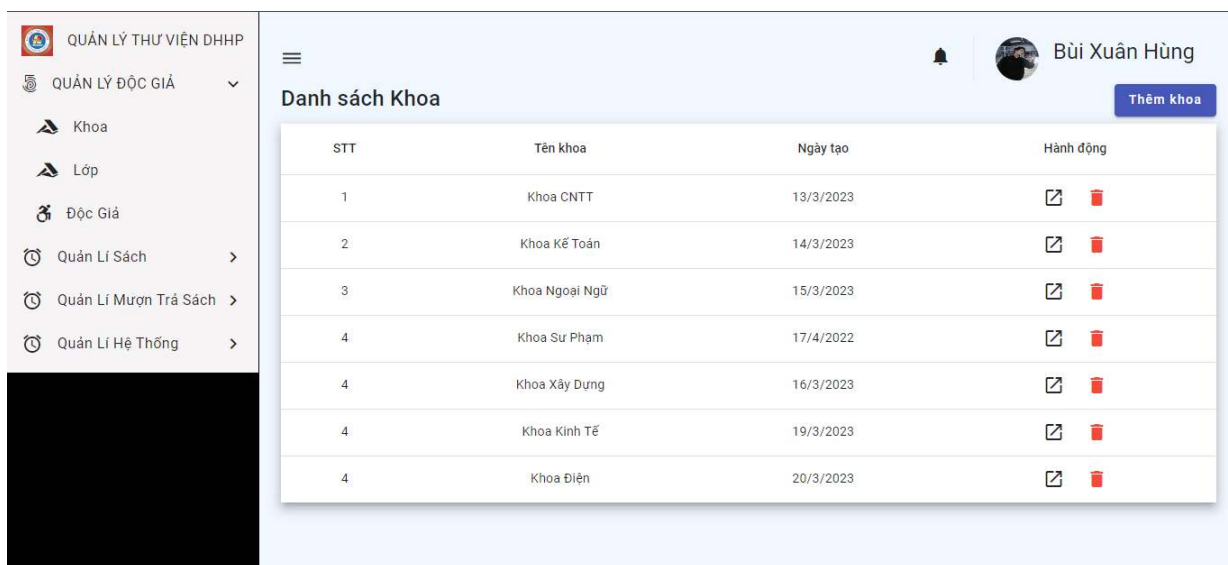 QUẢN LÝ THƯ VIỆN DHHP
QUẢN LÝ ĐỘC GIẢ
Khoa
Lớp
Độc Giả
Quản Lí Sách
Quản Lí Mượn Trả Sách
Quản Lí Hệ Thống
Bùi Xuân Hùng
Danh sách Khoa
Thêm khoa
STT Tên khoa Ngày tạo Hành động
1 Khoa CNTT 13/3/2023
2 Khoa Kế Toán 14/3/2023
3 Khoa Ngoại Ngữ 15/3/2023
4 Khoa Sư Phạm 17/4/2022
4 Khoa Xây Dựng 16/3/2023
4 Khoa Kinh Tế 19/3/2023
4 Khoa Điện 20/3/2023